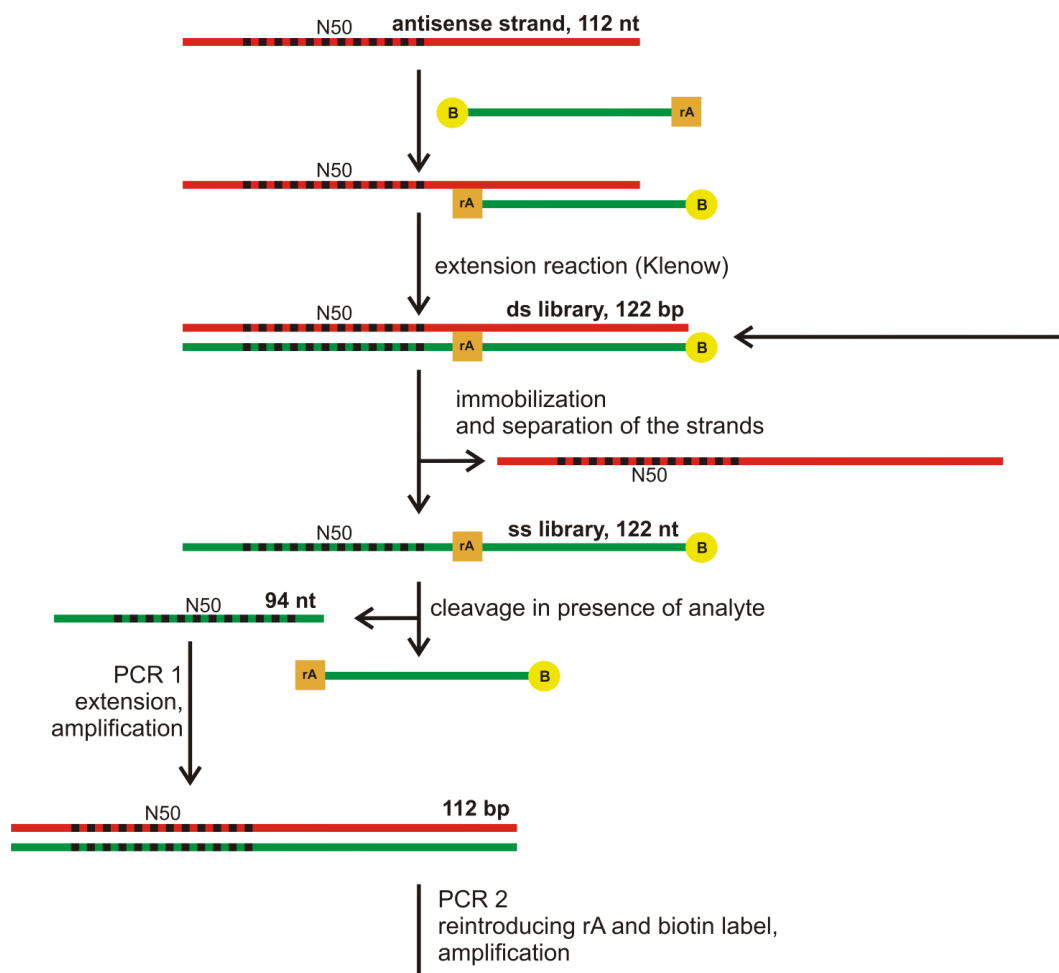 N50 antisense strand, 112 nt
B rA
N50
rA B
extension reaction (Klenow)
N50 ds library, 122 bp
rA B
immobilization
and separation of the strands
N50
N50 ss library, 122 nt
rA B
N50 94 nt
cleavage in presence of analyte
rA B
PCR 1
extension,
amplification
N50 112 bp
PCR 2
reintroducing rA and biotin label,
amplification